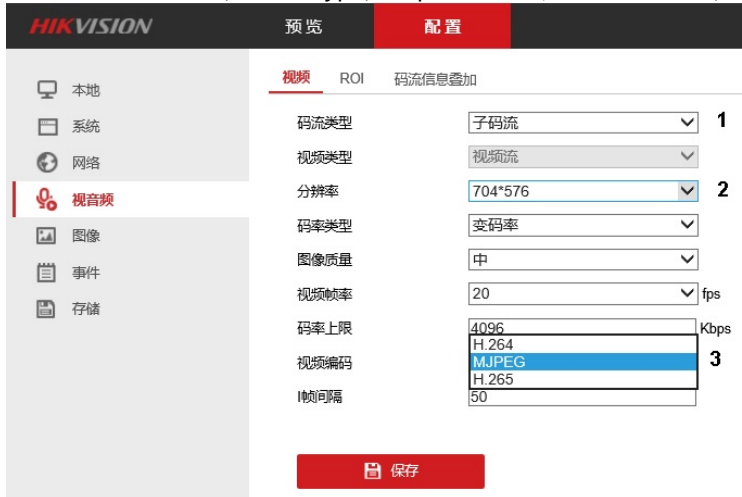 HIKVISION 预览 配置
本地
系统
网络
视音频
图像
事件
存储
视频 ROI 码流信息叠加
码流类型 子码流 1
视频类型 视频流
分辨率 704*576 2
码率类型 变码率
图像质量 中
视频帧率 20 fps
码率上限 4096 Kbps
H.264
视频编码 MJPEG 3
H.265
I帧间隔 50
保存